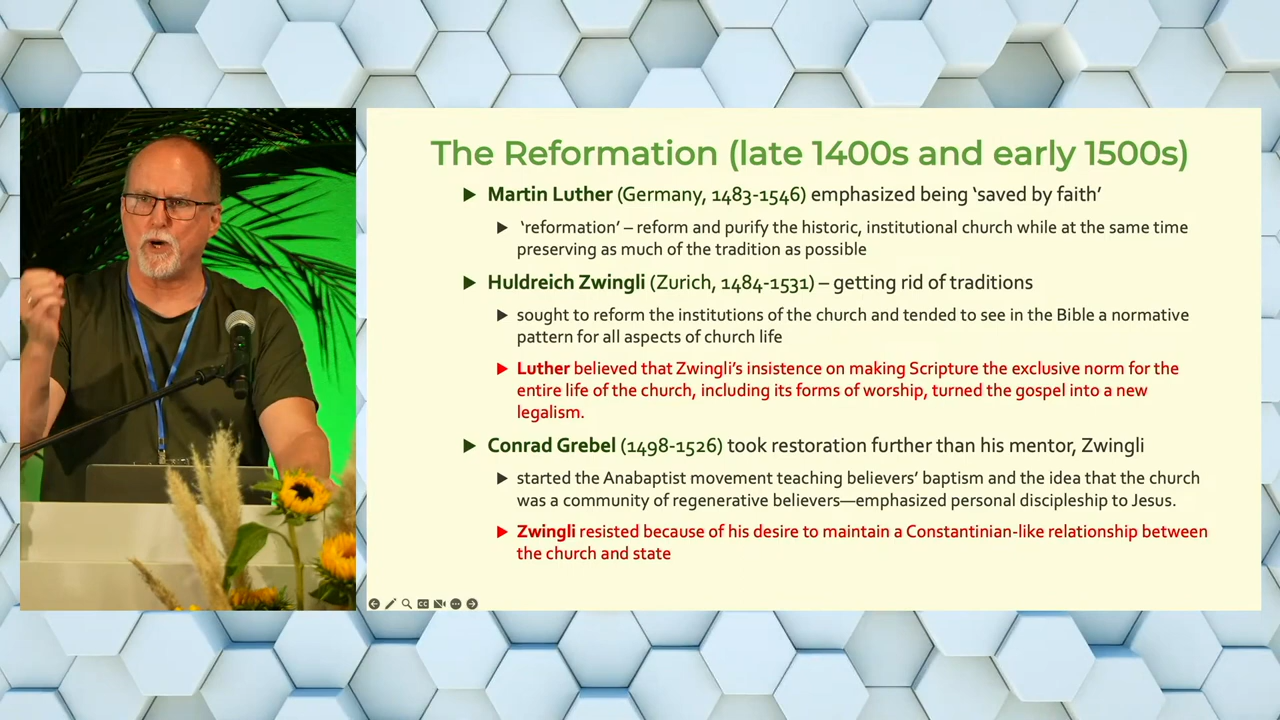 The Reformation (late 1400s and early 1500s)
Martin Luther (Germany, 1483-1546) emphasized being ‘saved by faith’
‘reformation’ – reform and purify the historic, institutional church while at the same time
preserving as much of the tradition as possible
Huldreich Zwingli (Zurich, 1484-1531) – getting rid of traditions
sought to reform the institutions of the church and tended to see in the Bible a normative
pattern for all aspects of church life
Luther believed that Zwingli’s insistence on making Scripture the exclusive norm for the
entire life of the church, including its forms of worship, turned the gospel into a new
legalism.
Conrad Grebel (1498-1526) took restoration further than his mentor, Zwingli
started the Anabaptist movement teaching believers’ baptism and the idea that the church
was a community of regenerative believers—emphasized personal discipleship to Jesus.
Zwingli resisted because of his desire to maintain a Constantinian-like relationship between
the church and state